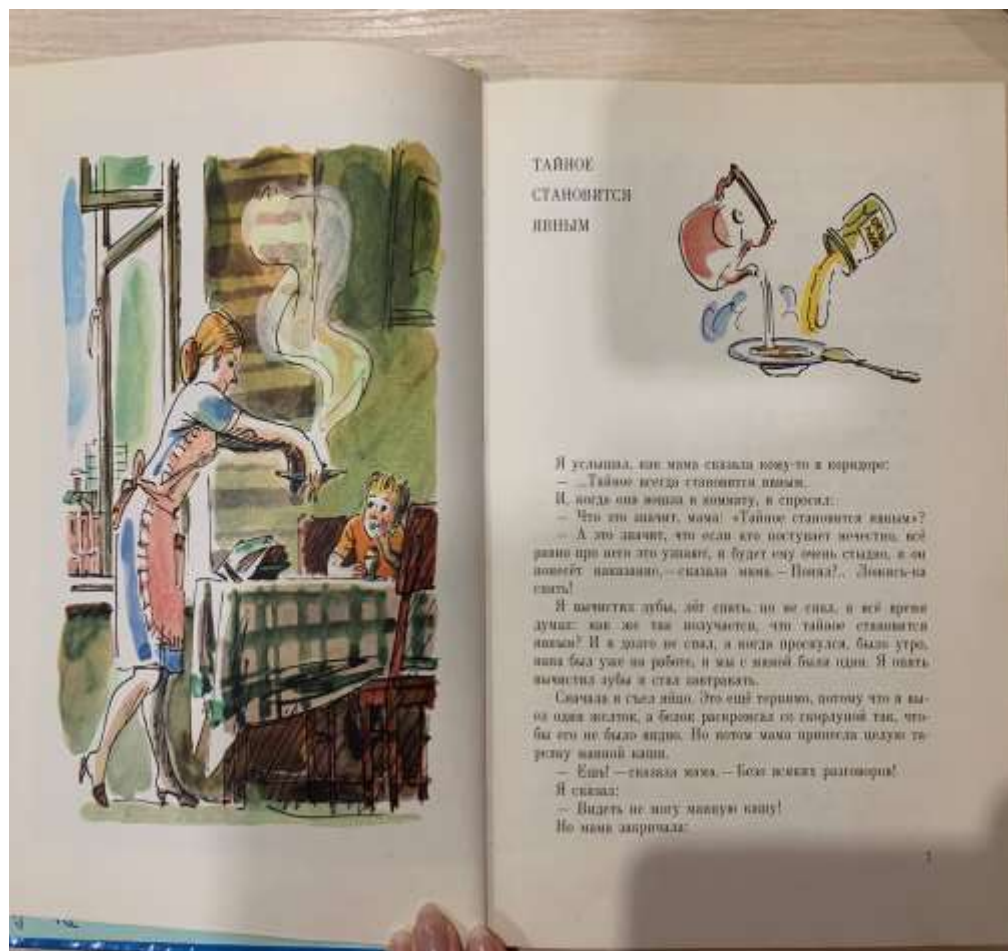 ТАЙНОЕ
СТАНОВИТСЯ
ЯВНЫМ
Я услышал, как мама сказала кому-то в коридоре:
— ...Тайное всегда становится явным.
И, когда она вошла в комнату, я спросил:
— Что это значит, мама: «Тайное становится явным»?
— А это значит, что если кто поступает нечестно, всё
равно про него это узнают, и будет ему очень стыдно, и он
понесёт наказание,—сказала мама.—Понял?.. Ложись-ка
спать!
Я вычистил зубы, лёг спать, но не спал, а всё время
думал: как же так получается, что тайное становится
явным? И я долго не спал, а когда проснулся, было утро,
папа был уже на работе, и мы с мамой были одни. Я опять
вычистил зубы и стал завтракать.
Сначала я съел яйцо. Это ещё терпимо, потому что я вы-
ел один желток, а белок раскромсал со скорлупой так, что-
бы его не было видно. Но потом мама принесла целую та-
релку манной каши.
— Ешь!—сказала мама.—Безо всяких разговоров!
Я сказал:
— Видеть не могу манную кашу!
Но мама закричала: